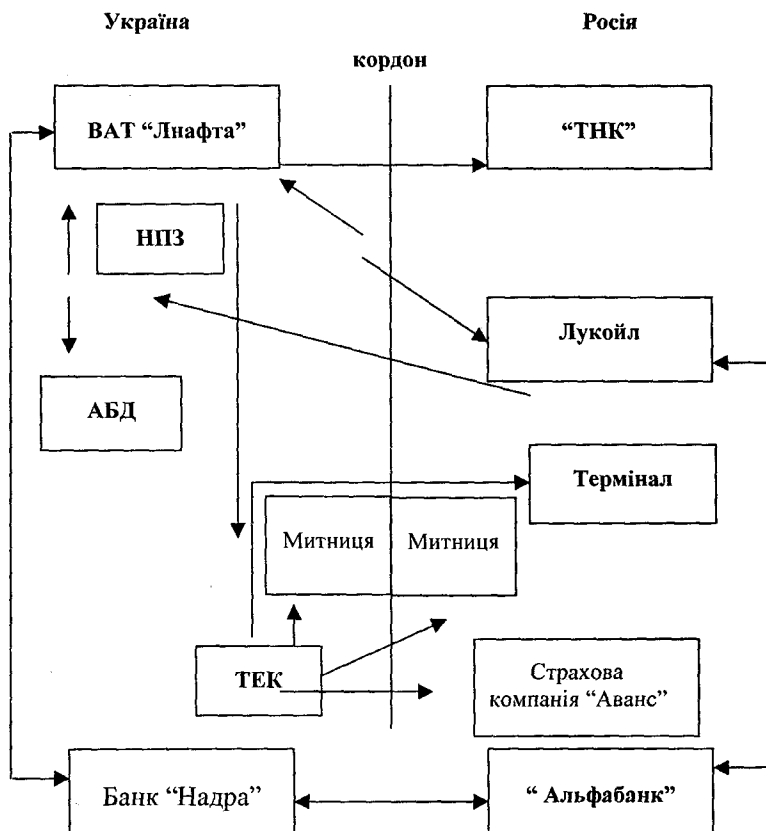 Україна
Росія
кордон
ВАТ “Лнафта”
“ТНК”
НПЗ
Лукойл
АБД
Термінал
Митниця
Митниця
ТЕК
Страхова
компанія “Аванс”
Банк “Надра”
“ Альфабанк”